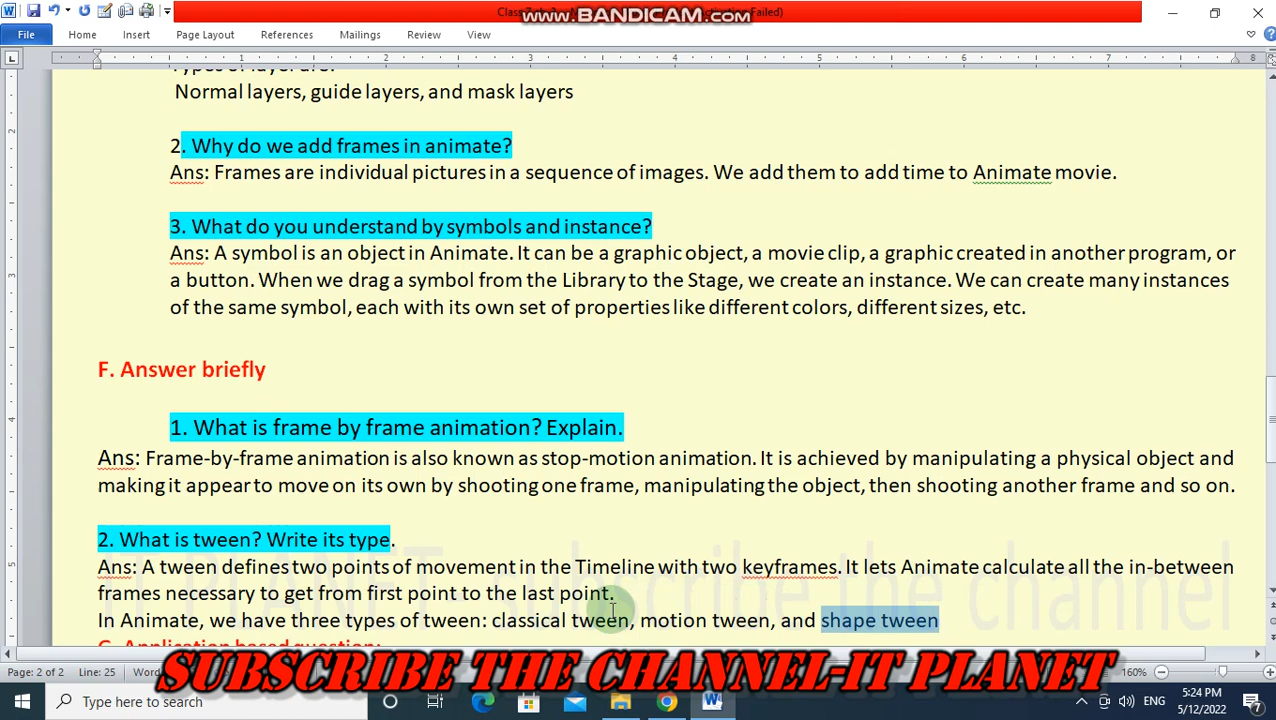 www.BANDICAM.com
File Home Insert Page Layout References Mailings Review View
Types of layer are:
Normal layers, guide layers, and mask layers
2. Why do we add frames in animate?
Ans: Frames are individual pictures in a sequence of images. We add them to add time to Animate movie.
3. What do you understand by symbols and instance?
Ans: A symbol is an object in Animate. It can be a graphic object, a movie clip, a graphic created in another program, or
a button. When we drag a symbol from the Library to the Stage, we create an instance. We can create many instances
of the same symbol, each with its own set of properties like different colors, different sizes, etc.
F. Answer briefly
1. What is frame by frame animation? Explain.
Ans: Frame-by-frame animation is also known as stop-motion animation. It is achieved by manipulating a physical object and
making it appear to move on its own by shooting one frame, manipulating the object, then shooting another frame and so on.
2. What is tween? Write its type.
IT PLANET - subscribe the channel
Ans: A tween defines two points of movement in the Timeline with two keyframes. It lets Animate calculate all the in-between
frames necessary to get from first point to the last point.
In Animate, we have three types of tween: classical tween, motion tween, and shape tween
G. Application based question:
SUBSCRIBE THE CHANNEL-IT PLANET
Page: 2 of 2 Line: 25 160%
Type here to search
ENG
5:24 PM
5/12/2022